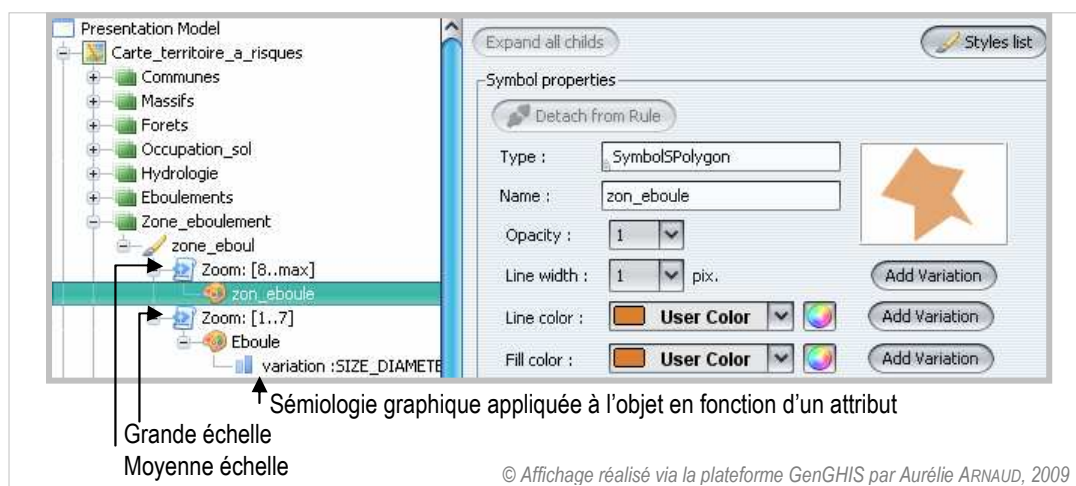 Presentation Model
Carte_territoire_a_risques
Communes
Massifs
Forets
Occupation_sol
Hydrologie
Eboulements
Zone_eboulement
zone_eboul
Zoom: [8..max]
zon_eboule
Zoom: [1..7]
Eboule
variation :SIZE_DIAMETE
Expand all childs
Styles list
Symbol properties
Detach from Rule
Type : SymbolSPolygon
Name : zon_eboule
Opacity : 1
Line width : 1 pix. Add Variation
Line color : User Color Add Variation
Fill color : User Color Add Variation
Sémiologie graphique appliquée à l'objet en fonction d'un attribut
Grande échelle
Moyenne échelle
© Affichage réalisé via la plateforme GenGHIS par Aurélie ARNAUD, 2009